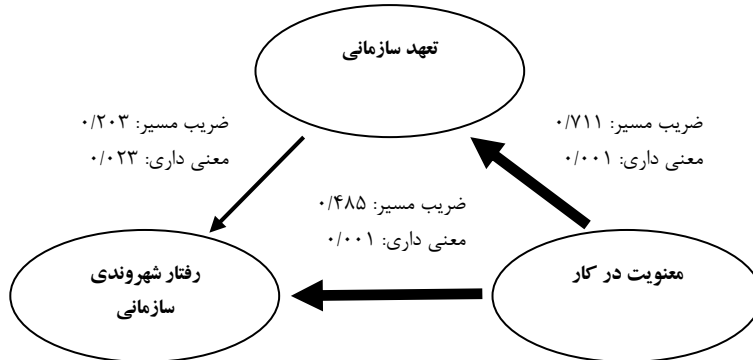 تعهد سازمانی
ضریب مسیر: ۰/۷۱۱
معنی داری: ۰/۰۰۱
ضریب مسیر: ۰/۲۰۳
معنی داری: ۰/۰۲۳
ضریب مسیر: ۰/۴۸۵
معنی داری: ۰/۰۰۱
معنویت در کار
رفتار شهروندی
سازمانی